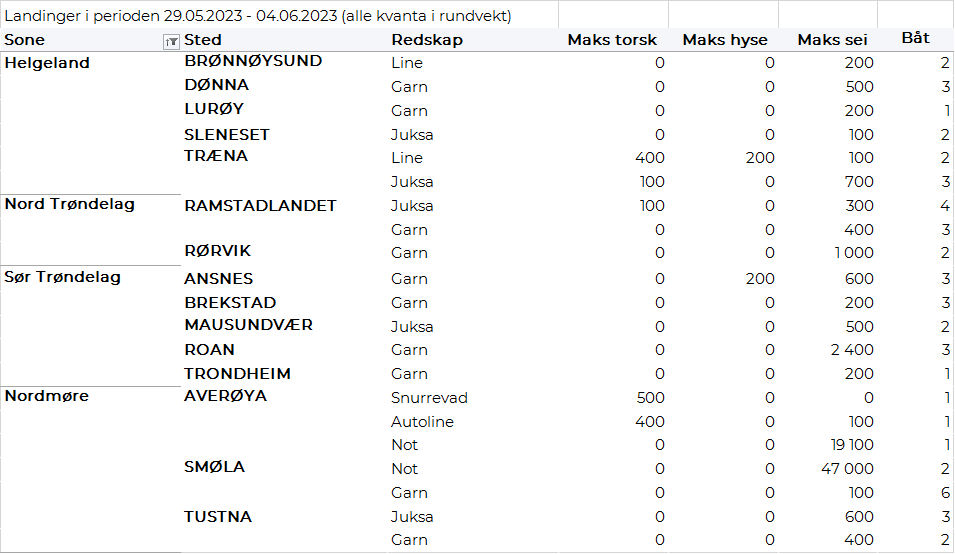 Landinger i perioden 29.05.2023 - 04.06.2023 (alle kvanta i rundvekt)
Sone Sted Redskap Maks torsk Maks hyse Maks sei Båt
Helgeland BRØNNØYSUND Line 0 0 200 2
DØNNA Garn 0 0 500 3
LURØY Garn 0 0 200 1
SLENESET Juksa 0 0 100 2
TRÆNA Line 400 200 100 2
Juksa 100 0 700 3
Nord Trøndelag RAMSTADLANDET Juksa 100 0 300 4
Garn 0 0 400 3
RØRVIK Garn 0 0 1 000 2
Sør Trøndelag ANSNES Garn 0 200 600 3
BREKSTAD Garn 0 0 200 3
MAUSUNDVÆR Juksa 0 0 500 2
ROAN Garn 0 0 2 400 3
TRONDHEIM Garn 0 0 200 1
Nordmøre AVERØYA Snurrevad 500 0 0 1
Autoline 400 0 100 1
Not 0 0 19 100 1
SMØLA Not 0 0 47 000 2
Garn 0 0 100 6
TUSTNA Juksa 0 0 600 3
Garn 0 0 400 2